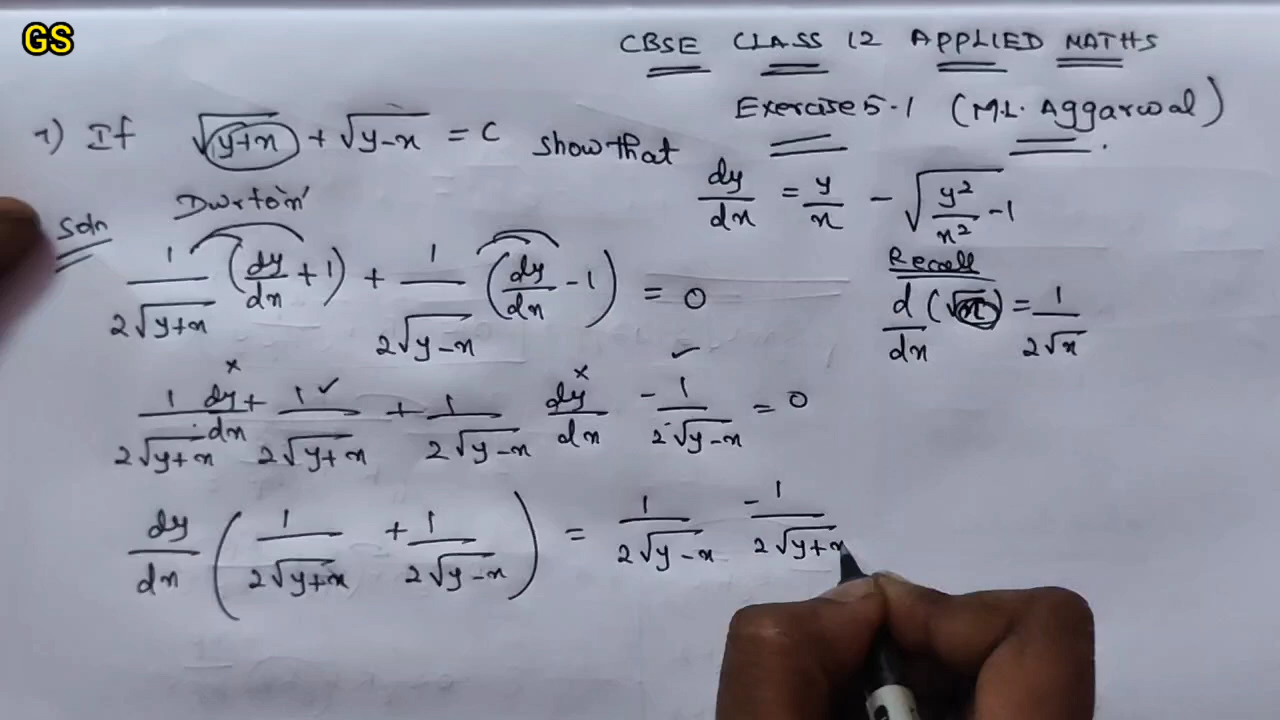 GS
CBSE CLASS 12 APPLIED MATHS
Exercise 5.1 (M.L. Aggarwal)
7) If √(y+x) + √(y-x) = c show that
dy/dx = y/x - √(y²/x² - 1)
Soln D w r to 'x'
1/(2√(y+x)) (dy/dx + 1) + 1/(2√(y-x)) (dy/dx - 1) = 0
Recall
d/dx (√x) = 1/(2√x)
1/(2√(y+x)) dy/dx + 1/(2√(y+x)) + 1/(2√(y-x)) dy/dx - 1/(2√(y-x)) = 0
dy/dx (1/(2√(y+x)) + 1/(2√(y-x))) = 1/(2√(y-x)) - 1/(2√(y+x